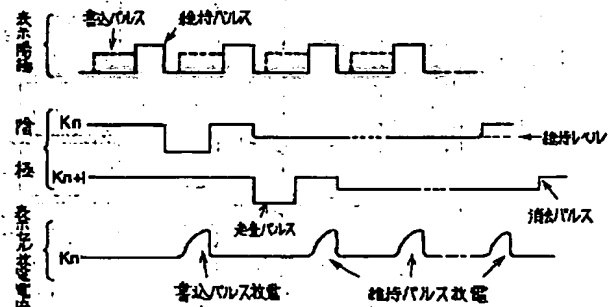 書込パルス
維持パルス
表示陽極
Kn
維持レベル
陰極
Kn+1
走査パルス
消去パルス
表示セル放電電流
Kn
書込パルス放電
維持パルス放電